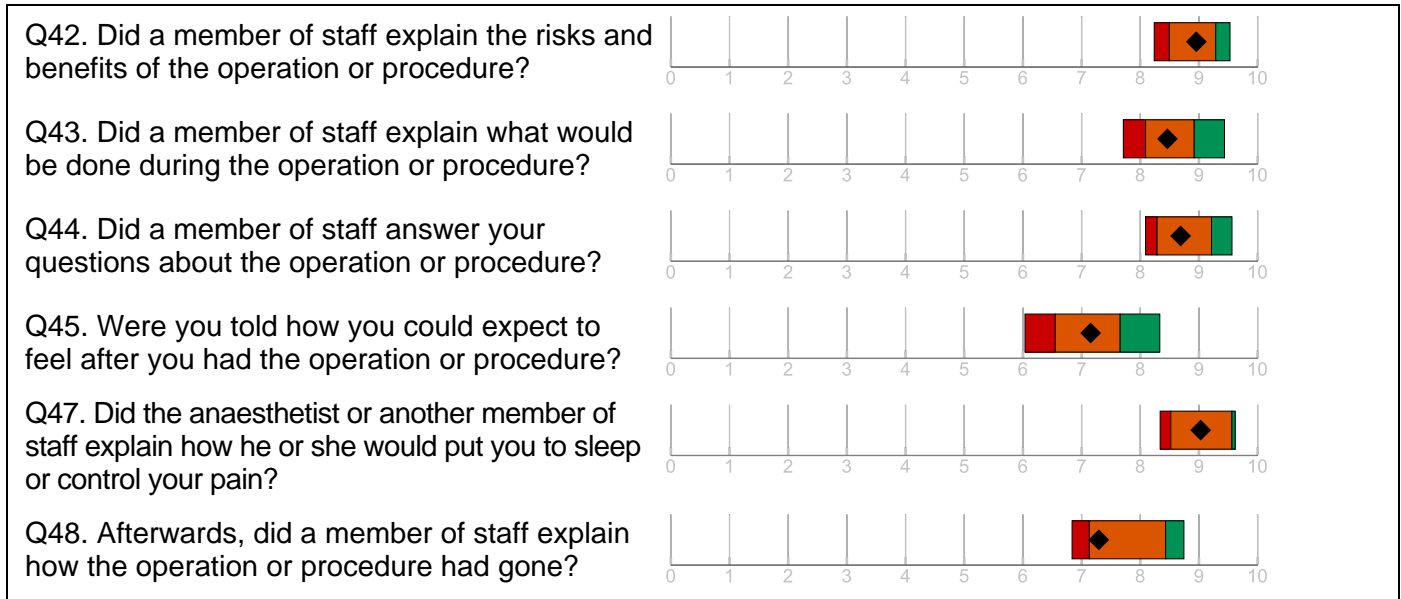 Q42. Did a member of staff explain the risks and
benefits of the operation or procedure?
0 1 2 3 4 5 6 7 8 9 10
Q43. Did a member of staff explain what would
be done during the operation or procedure?
0 1 2 3 4 5 6 7 8 9 10
Q44. Did a member of staff answer your
questions about the operation or procedure?
0 1 2 3 4 5 6 7 8 9 10
Q45. Were you told how you could expect to
feel after you had the operation or procedure?
0 1 2 3 4 5 6 7 8 9 10
Q47. Did the anaesthetist or another member of
staff explain how he or she would put you to sleep
or control your pain?
0 1 2 3 4 5 6 7 8 9 10
Q48. Afterwards, did a member of staff explain
how the operation or procedure had gone?
0 1 2 3 4 5 6 7 8 9 10